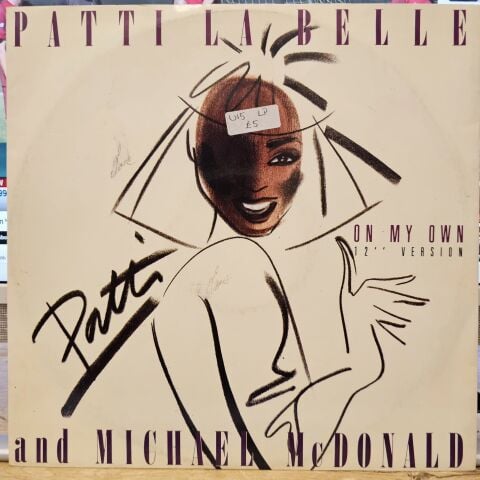 PATTI LA BELLE
U15 LP
£5
ON MY OWN
12'' VERSION
Patti
and MICHAEL McDONALD